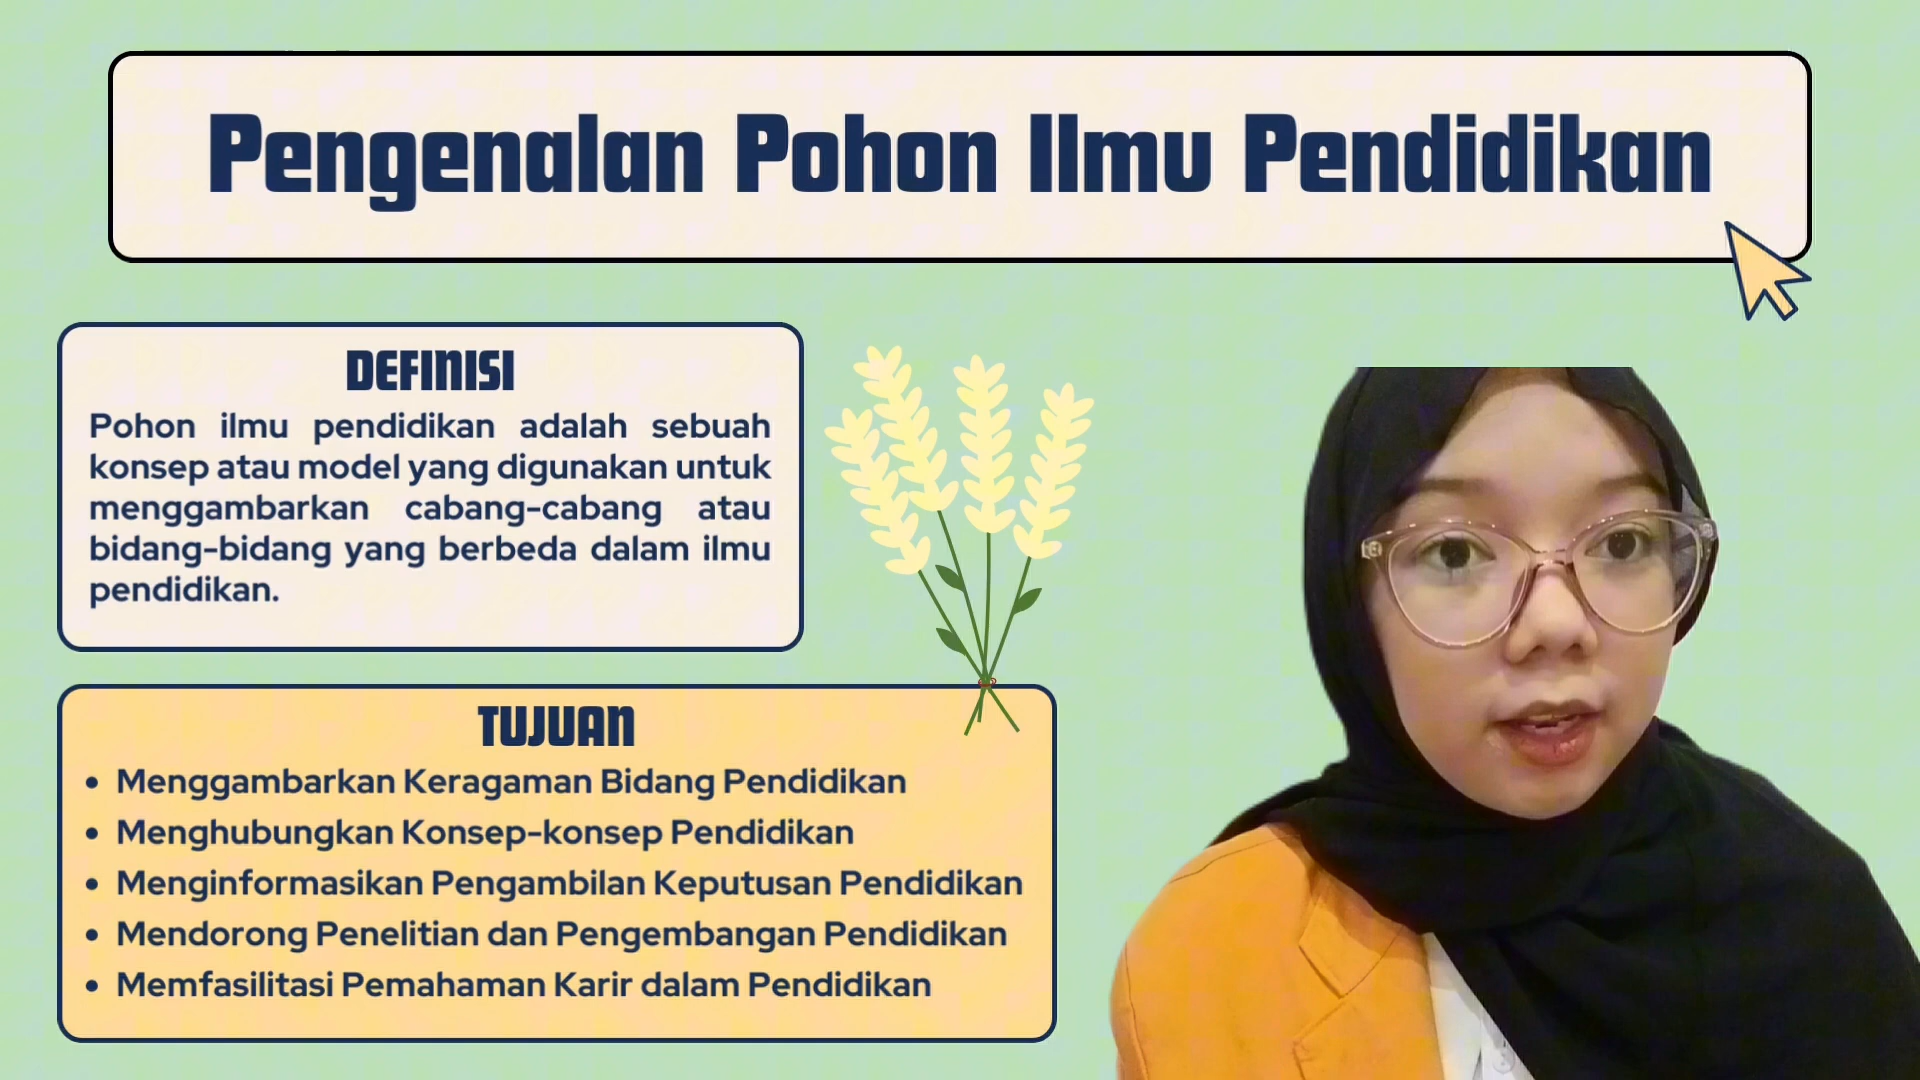 Pengenalan Pohon Ilmu Pendidikan
DEFINISI
Pohon ilmu pendidikan adalah sebuah
konsep atau model yang digunakan untuk
menggambarkan cabang-cabang atau
bidang-bidang yang berbeda dalam ilmu
pendidikan.
TUJUAN
• Menggambarkan Keragaman Bidang Pendidikan
• Menghubungkan Konsep-konsep Pendidikan
• Menginformasikan Pengambilan Keputusan Pendidikan
• Mendorong Penelitian dan Pengembangan Pendidikan
• Memfasilitasi Pemahaman Karir dalam Pendidikan